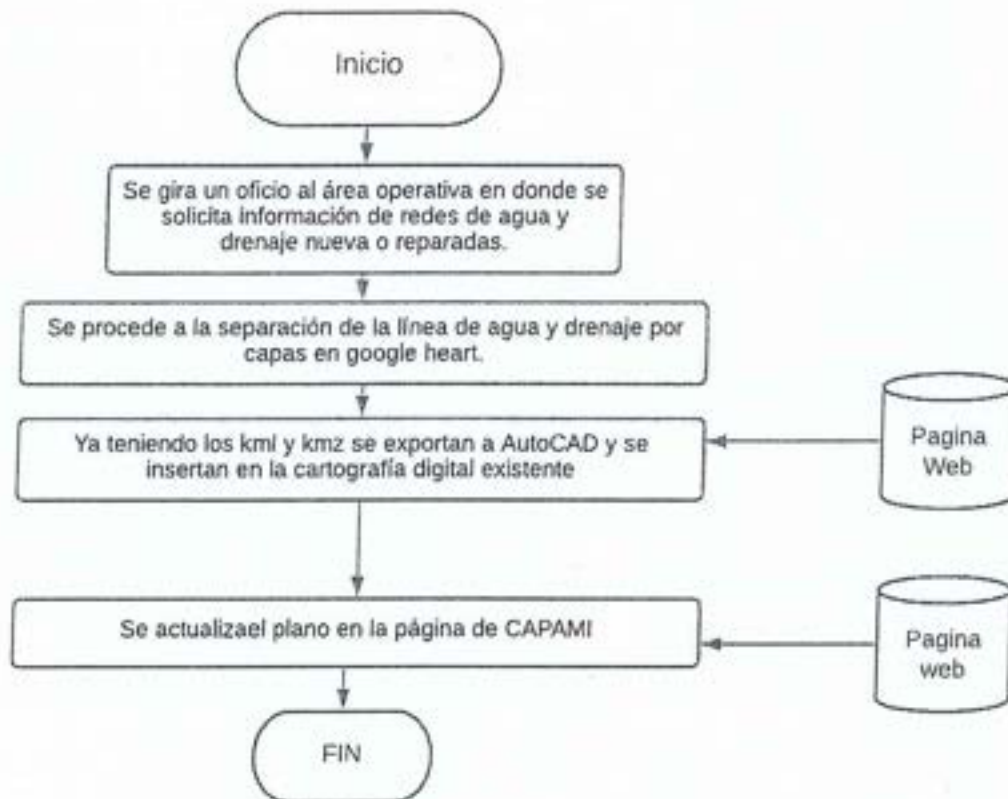 Inicio
Se gira un oficio al área operativa en donde se
solicita información de redes de agua y
drenaje nueva o reparadas.
Se procede a la separación de la línea de agua y drenaje por
capas en google heart.
Ya teniendo los kml y kmz se exportan a AutoCAD y se
insertan en la cartografía digital existente
Pagina
Web
Se actualizael plano en la página de CAPAMI
Pagina
web
FIN